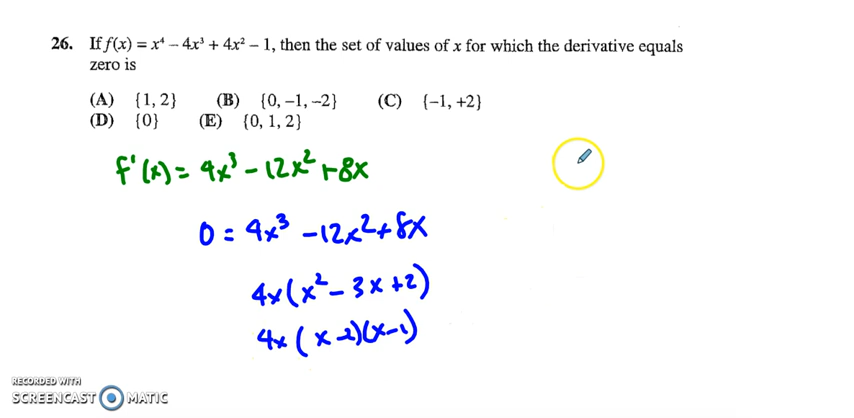 26. If f(x) = x⁴ − 4x³ + 4x² − 1, then the set of values of x for which the derivative equals
zero is
(A) {1, 2} (B) {0, −1, −2} (C) {−1, +2}
(D) {0} (E) {0, 1, 2}
f'(x) = 4x³ − 12x² + 8x
0 = 4x³ − 12x² + 8x
4x(x² − 3x + 2)
4x(x − 2)(x − 1)
RECORDED WITH
SCREENCAST O MATIC